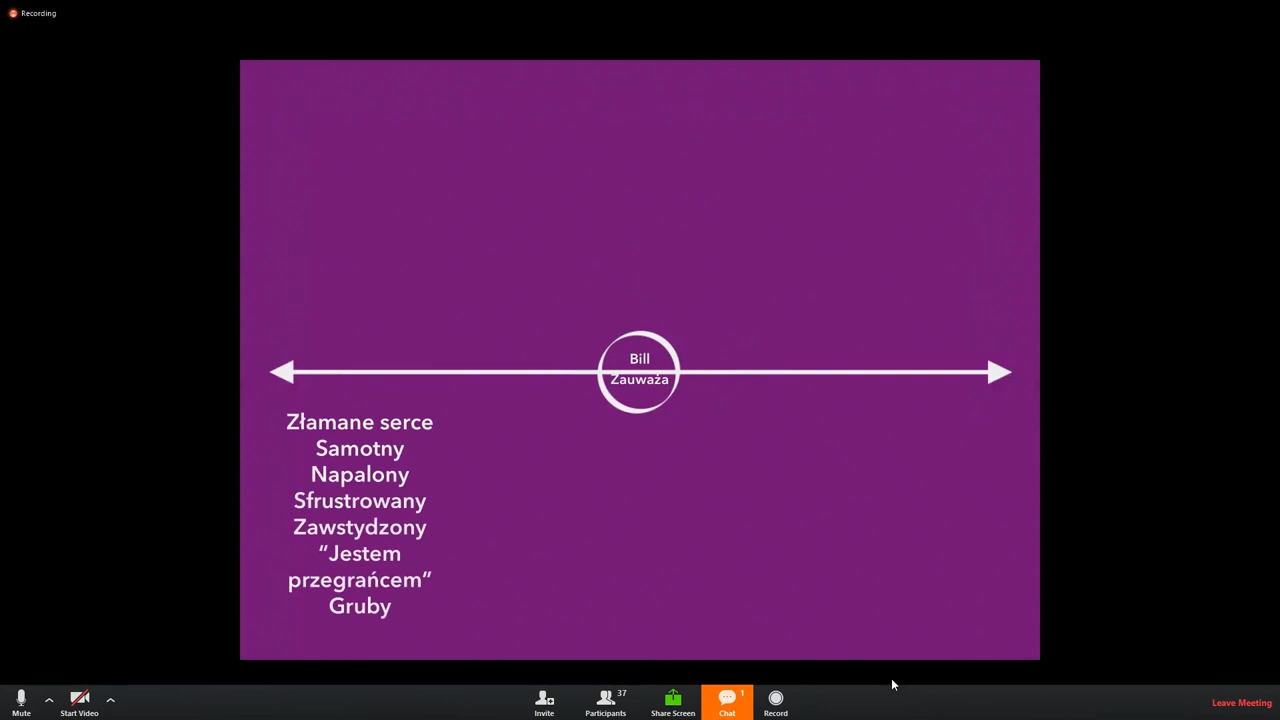 Recording
Bill
Zauważa
Złamane serce
Samotny
Napalony
Sfrustrowany
Zawstydzony
“Jestem
przegrańcem”
Gruby
Mute
Start Video
Invite
37
Participants
Share Screen
1
Chat
Record
Leave Meeting